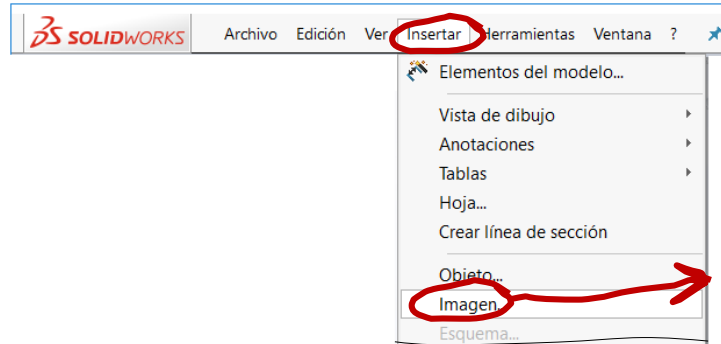 SOLIDWORKS Archivo Edición Ver Insertar Herramientas Ventana ?
Elementos del modelo...
Vista de dibujo
Anotaciones
Tablas
Hoja...
Crear línea de sección
Objeto...
Imagen...
Esquema...